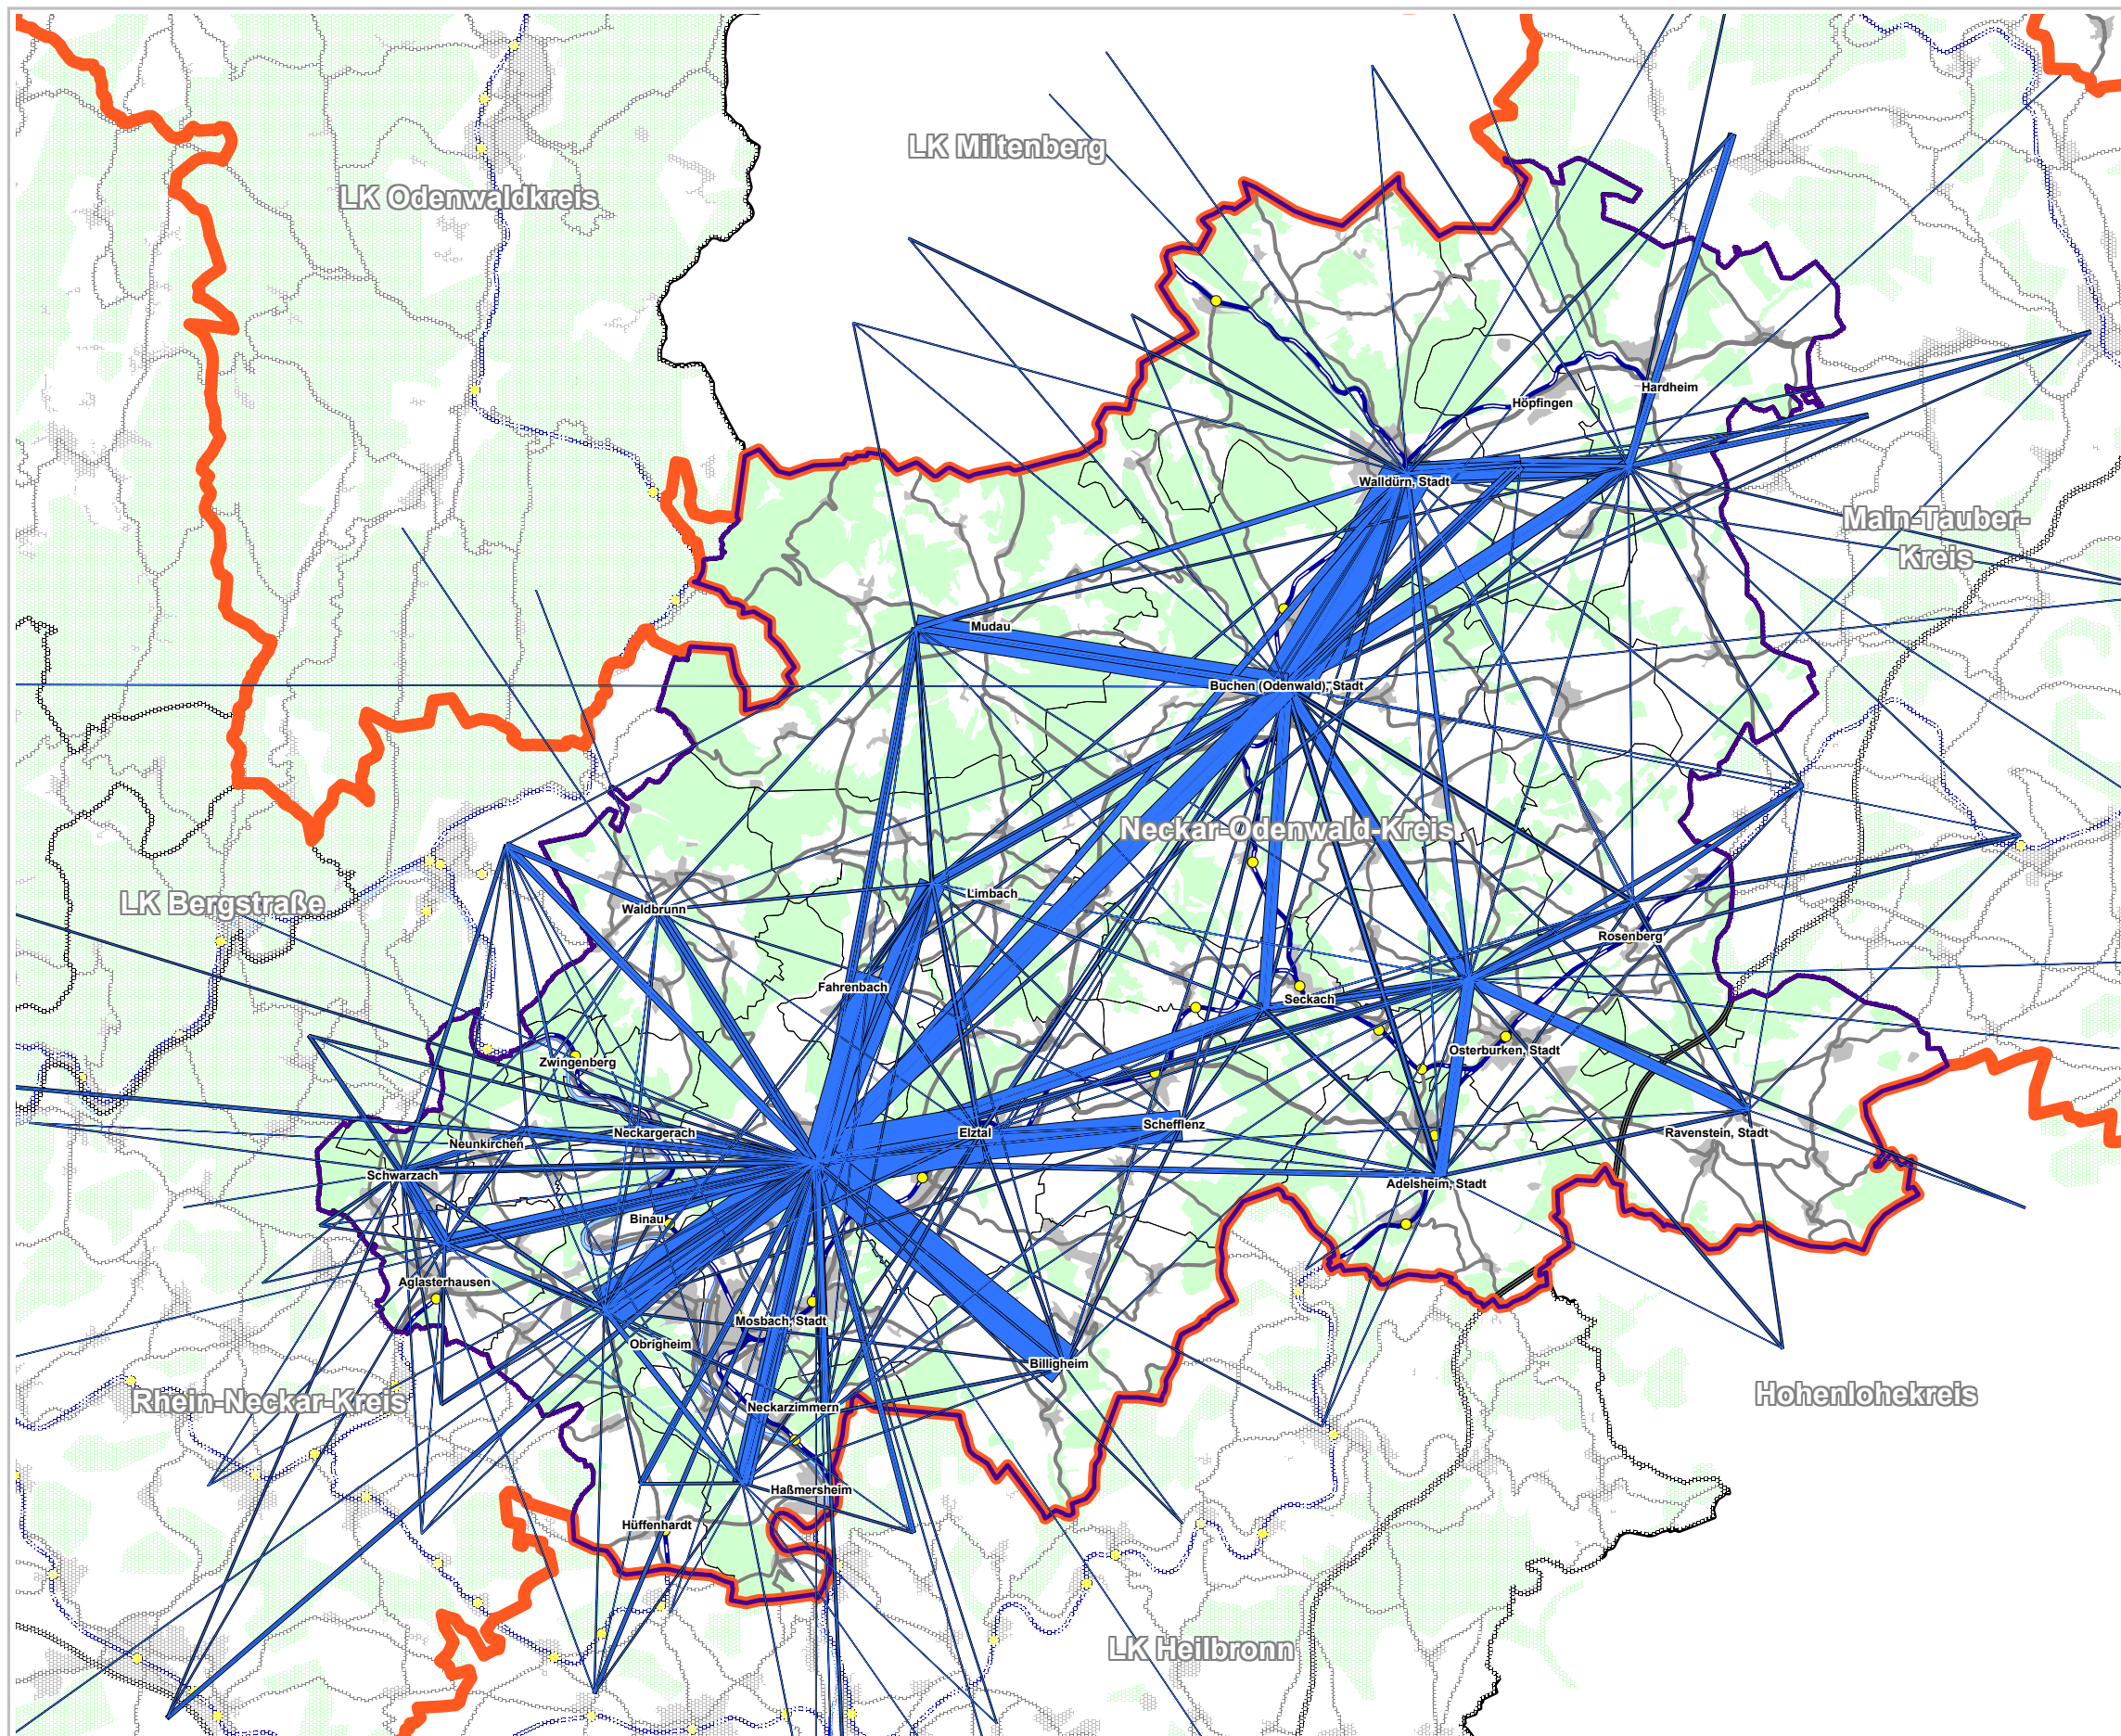 LK Miltenberg
LK Odenwaldkreis
Hardheim
Höpfingen
Walldürn, Stadt
Main-Tauber-
Kreis
Mudau
Buchen (Odenwald), Stadt
Neckar-Odenwald-Kreis
Limbach
LK Bergstraße
Waldbrunn
Rosenberg
Fahrenbach
Seckach
Osterburken, Stadt
Zwingenberg
Schefflenz
Neckargerach
Elztal
Ravenstein, Stadt
Neunkirchen
Schwarzach
Adelsheim, Stadt
Binau
Aglasterhausen
Mosbach, Stadt
Obrigheim
Billigheim
Rhein-Neckar-Kreis
Hohenlohekreis
Neckarzimmern
Haßmersheim
Hüffenhardt
LK Heilbronn